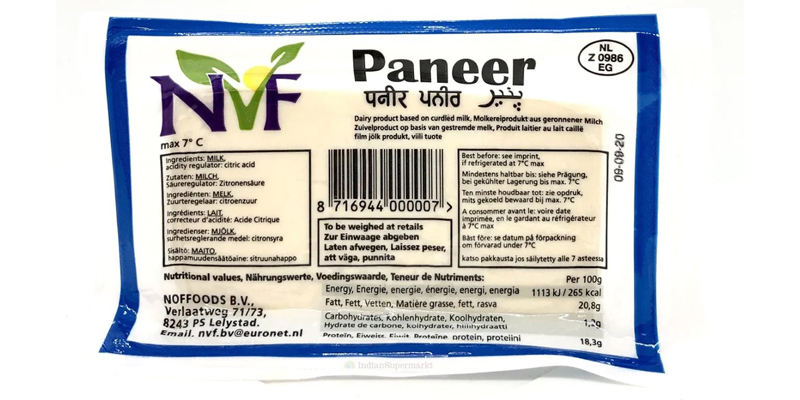 NVF
Paneer
पनीर ਪਨੀਰ پنیر
NL
Z 0986
EG
Dairy product based on curdled milk, Molkereiprodukt aus geronnener Milch
Zuivelproduct op basis van gestremde melk, Produit laitier au lait caillé
film jölk produkt, viili tuote
max 7° C
Ingredients: MILK,
acidity regulator: citric acid
Zutaten: MILCH,
Säureregulator: Zitronensäure
Ingrediënten: MELK,
Zuurteregelaar: citroenzuur
Ingrédients: LAIT,
correcteur d'acidité: Acide Citrique
Ingredienser: MJÖLK,
surhetsreglerande medel: citronsyra
Sisältö: MAITO,
happamuudensäätöaine: sitruunahappo
8 716944 000007 >
To be weighed at retails
Zur Einwaage abgeben
Laten afwegen, Laissez peser,
att väga, punnita
Best before: see imprint,
if refrigerated at 7°C max
Mindestens haltbar bis: siehe Prägung,
bei gekühlter Lagerung bis max. 7°C
Ten minste houdbaar tot: zie opdruk,
mits gekoeld bewaard bij max. 7°C
A consommer avant le: voire date
imprimée, en le gardant au réfrigérateur
à 7°C max
Bäst före: se datum på förpackning
om förvarad under 7°C
katso pakkausta jos säilytetty alle 7 asteessa
09-09-20
Nutritional values, Nährungswerte, Voedingswaarde, Teneur de Nutriments:
Per 100g
Energy, Energie, energie, énergie, energi, energia 1113 kJ / 265 kcal
Fatt, Fett, Vetten, Matière grasse, fett, rasva 20,8g
Carbohydrates, kohlenhydrate, Koolhydraten,
Hydrate de carbone, kolhydrater, hiilihydraatti 1,2g
Protein, Eiweiss, Eiwit, Proteïne, protein, proteiini 18,3g
NOFFOODS B.V.,
Verlaatweg 71/73,
8243 PS Lelystad.
Email. nvf.bv@euronet.nl
IndianSupermarkt